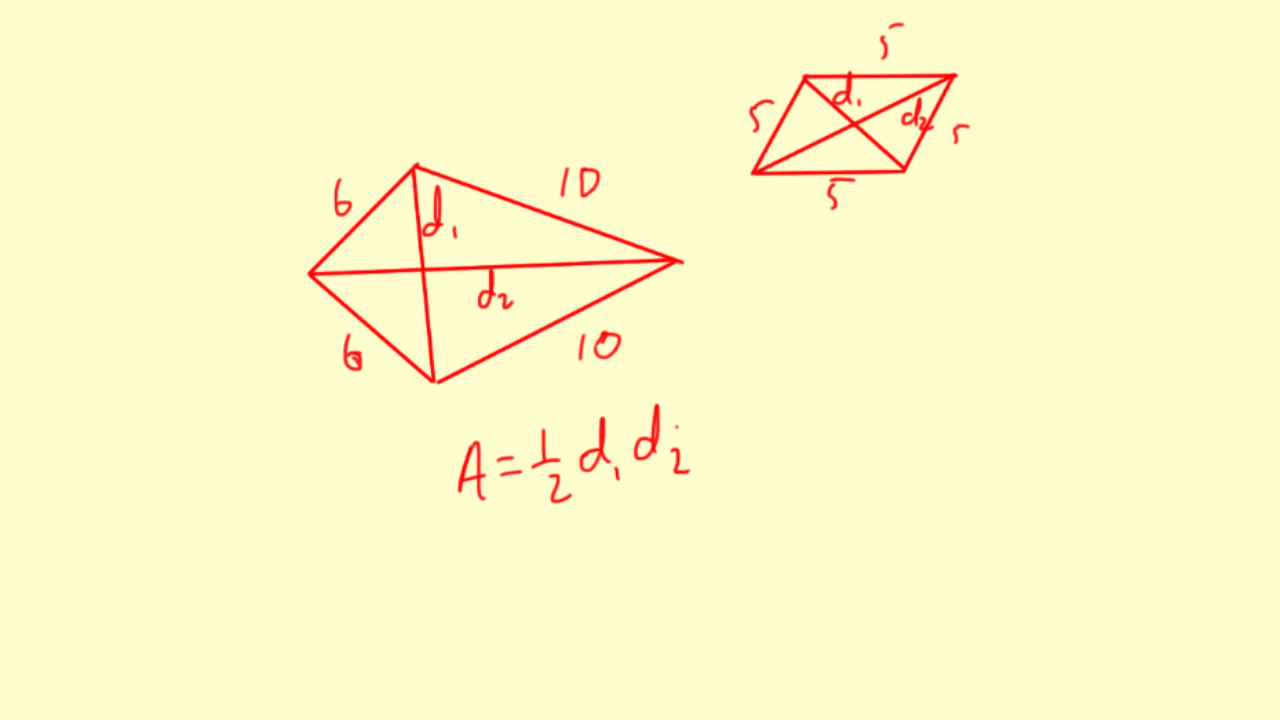 5
5 d₁ d₂ 5
5
6 10
d₁
d₂
6 10
A = ½ d₁ d₂